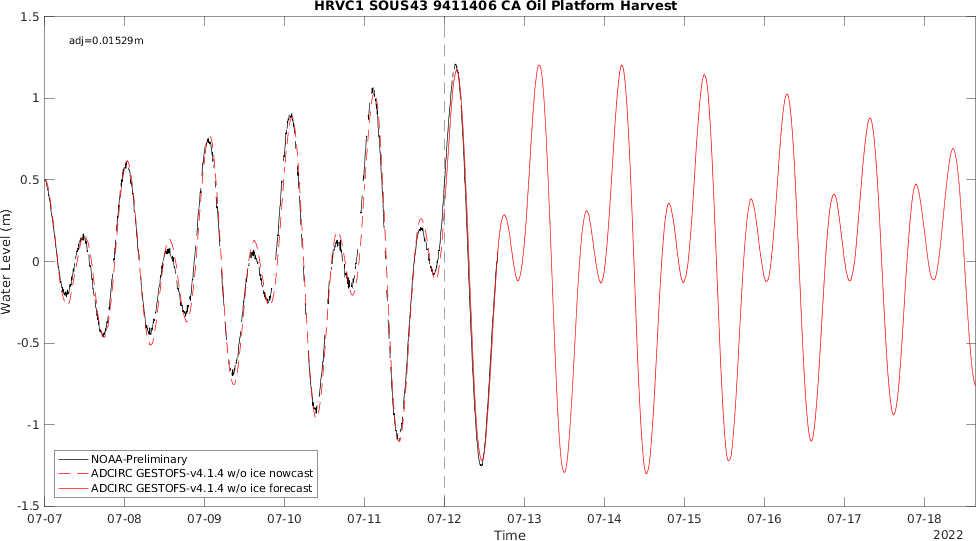 HRVC1 SOUS43 9411406 CA Oil Platform Harvest
adj=0.01529m
1.5
1
0.5
0
-0.5
-1
-1.5
Water Level (m)
NOAA-Preliminary
ADCIRC GESTOFS-v4.1.4 w/o ice nowcast
ADCIRC GESTOFS-v4.1.4 w/o ice forecast
07-07 07-08 07-09 07-10 07-11 07-12 07-13 07-14 07-15 07-16 07-17 07-18
Time
2022